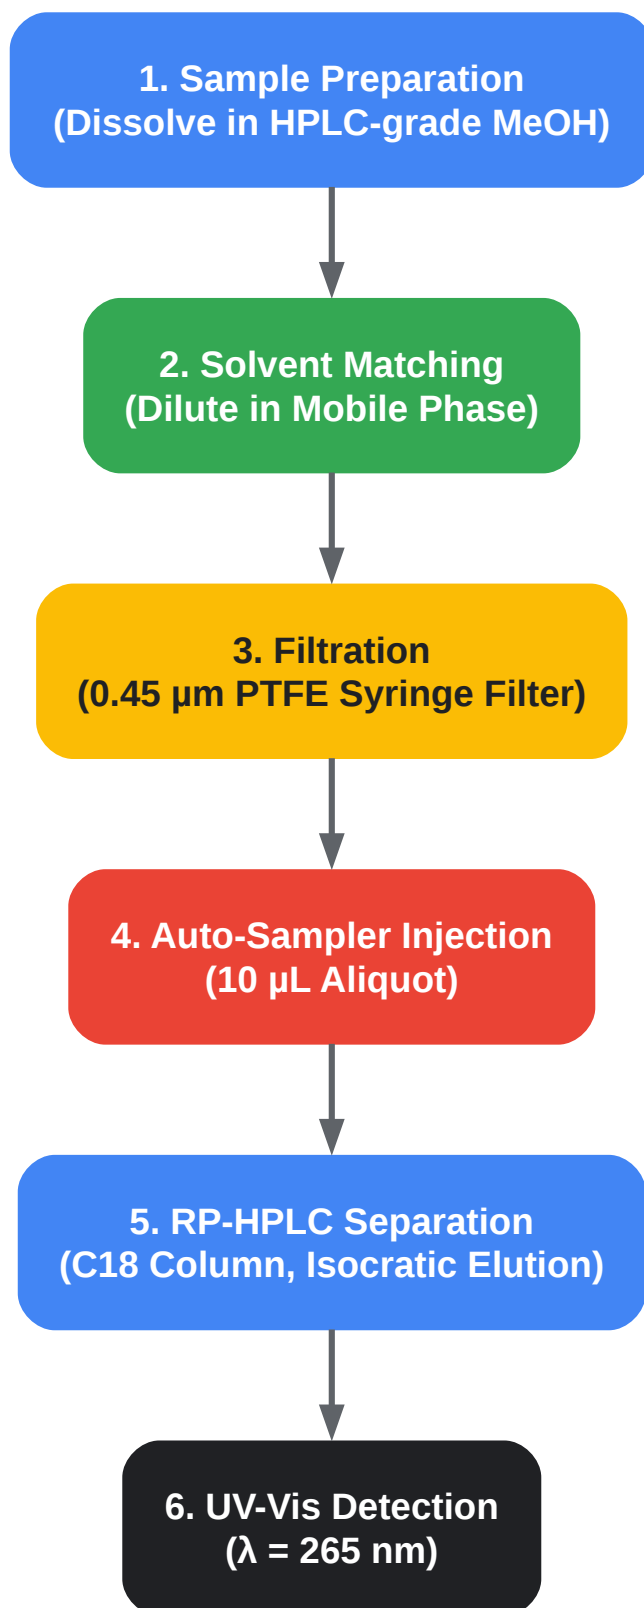 1. Sample Preparation
(Dissolve in HPLC-grade MeOH)
2. Solvent Matching
(Dilute in Mobile Phase)
3. Filtration
(0.45 µm PTFE Syringe Filter)
4. Auto-Sampler Injection
(10 µL Aliquot)
5. RP-HPLC Separation
(C18 Column, Isocratic Elution)
6. UV-Vis Detection
(λ = 265 nm)